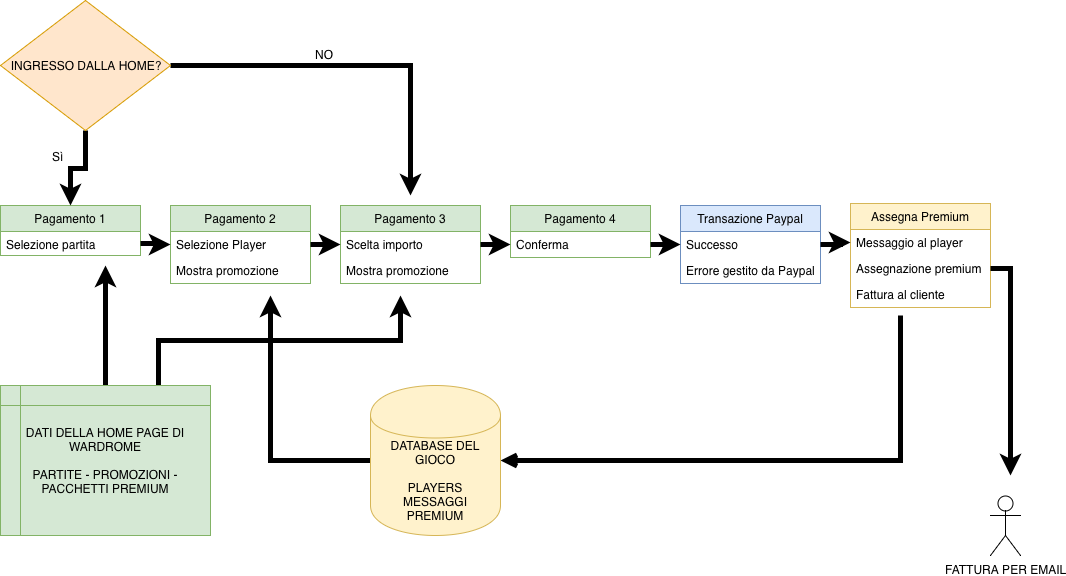 INGRESSO DALLA HOME?
NO
Sì
Pagamento 1
Selezione partita
Pagamento 2
Selezione Player
Mostra promozione
Pagamento 3
Scelta importo
Mostra promozione
Pagamento 4
Conferma
Transazione Paypal
Successo
Errore gestito da Paypal
Assegna Premium
Messaggio al player
Assegnazione premium
Fattura al cliente
DATI DELLA HOME PAGE DI
WARDROME
PARTITE - PROMOZIONI -
PACCHETTI PREMIUM
DATABASE DEL
GIOCO
PLAYERS
MESSAGGI
PREMIUM
FATTURA PER EMAIL